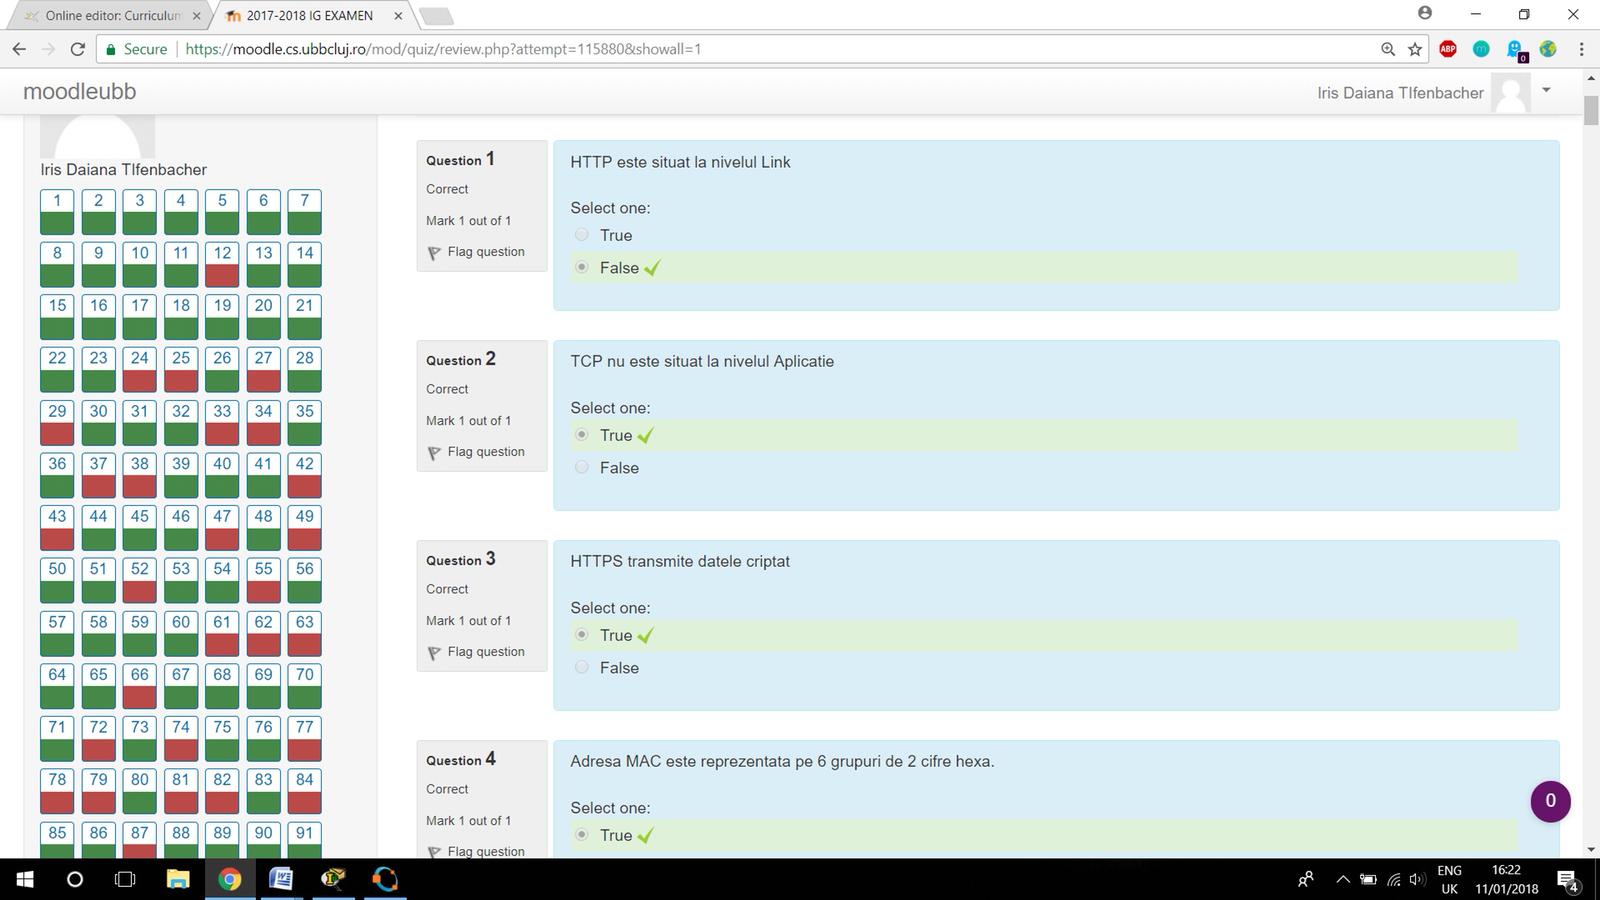 Online editor: Curriculum
2017-2018 IG EXAMEN
Secure
https://moodle.cs.ubbcluj.ro/mod/quiz/review.php?attempt=115880&showall=1
ABP
m
0
moodleubb
Iris Daiana TIfenbacher
Iris Daiana TIfenbacher
1 2 3 4 5 6 7
8 9 10 11 12 13 14
15 16 17 18 19 20 21
22 23 24 25 26 27 28
29 30 31 32 33 34 35
36 37 38 39 40 41 42
43 44 45 46 47 48 49
50 51 52 53 54 55 56
57 58 59 60 61 62 63
64 65 66 67 68 69 70
71 72 73 74 75 76 77
78 79 80 81 82 83 84
85 86 87 88 89 90 91
Question 1
Correct
Mark 1 out of 1
Flag question
HTTP este situat la nivelul Link
Select one:
True
False
Question 2
Correct
Mark 1 out of 1
Flag question
TCP nu este situat la nivelul Aplicatie
Select one:
True
False
Question 3
Correct
Mark 1 out of 1
Flag question
HTTPS transmite datele criptat
Select one:
True
False
Question 4
Correct
Mark 1 out of 1
Flag question
Adresa MAC este reprezentata pe 6 grupuri de 2 cifre hexa.
Select one:
True
0
ENG
UK
16:22
11/01/2018
4